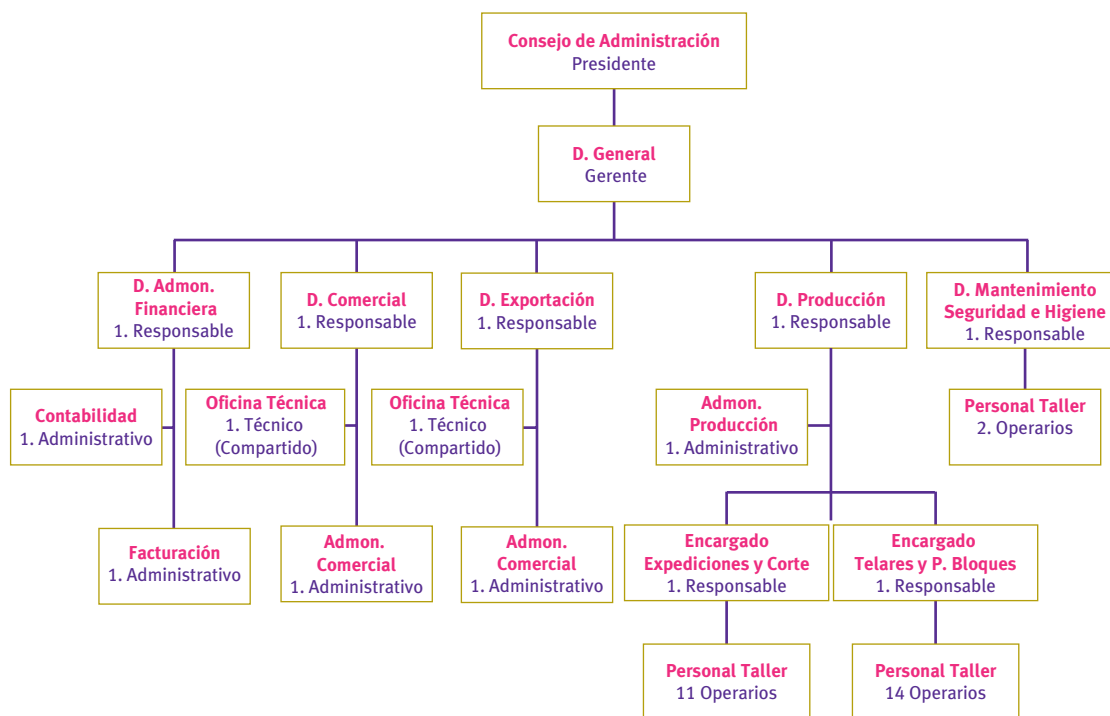 Consejo de Administración
Presidente
D. General
Gerente
D. Admon.
Financiera
1. Responsable
D. Comercial
1. Responsable
D. Exportación
1. Responsable
D. Producción
1. Responsable
D. Mantenimiento
Seguridad e Higiene
1. Responsable
Contabilidad
1. Administrativo
Oficina Técnica
1. Técnico
(Compartido)
Oficina Técnica
1. Técnico
(Compartido)
Admon.
Producción
1. Administrativo
Personal Taller
2. Operarios
Facturación
1. Administrativo
Admon.
Comercial
1. Administrativo
Admon.
Comercial
1. Administrativo
Encargado
Expediciones y Corte
1. Responsable
Encargado
Telares y P. Bloques
1. Responsable
Personal Taller
11 Operarios
Personal Taller
14 Operarios